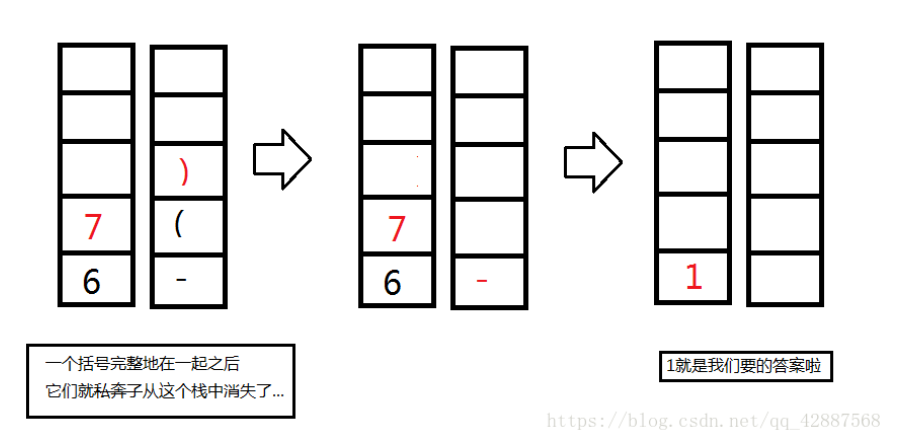 )
7 ( 7
6 - 6 - 1
一个括号完整地在一起之后
它们就私奔了从这个栈中消失了...
1就是我们要的答案啦
https://blog.csdn.net/qq_42887568